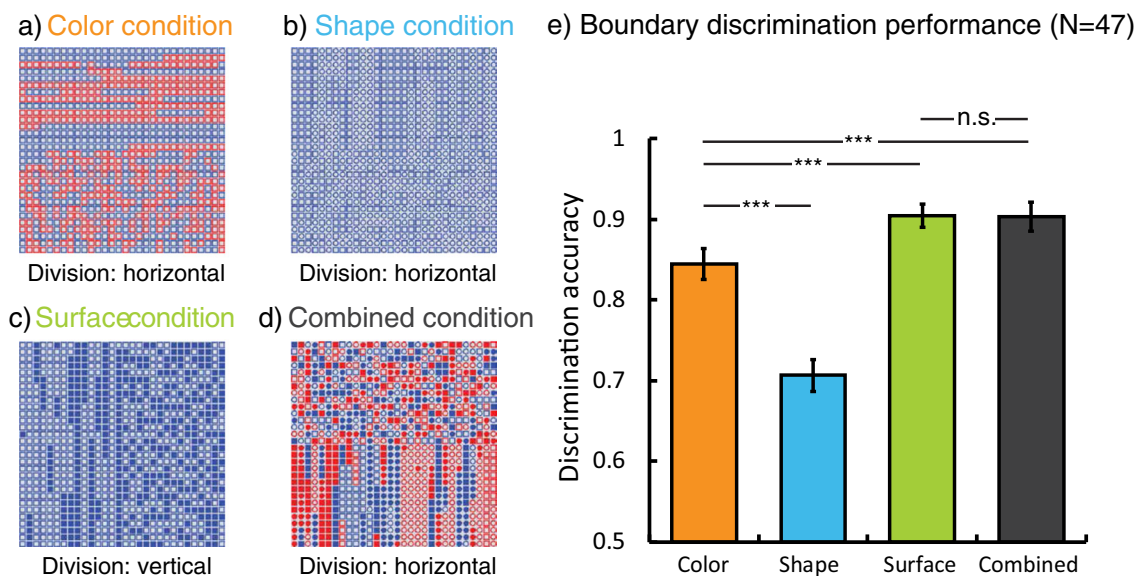 a) Color condition
Division: horizontal
b) Shape condition
Division: horizontal
c) Surfacecondition
Division: vertical
d) Combined condition
Division: horizontal
e) Boundary discrimination performance (N=47)
Discrimination accuracy
1
0.9
0.8
0.7
0.6
0.5
n.s.
***
***
***
Color
Shape
Surface
Combined